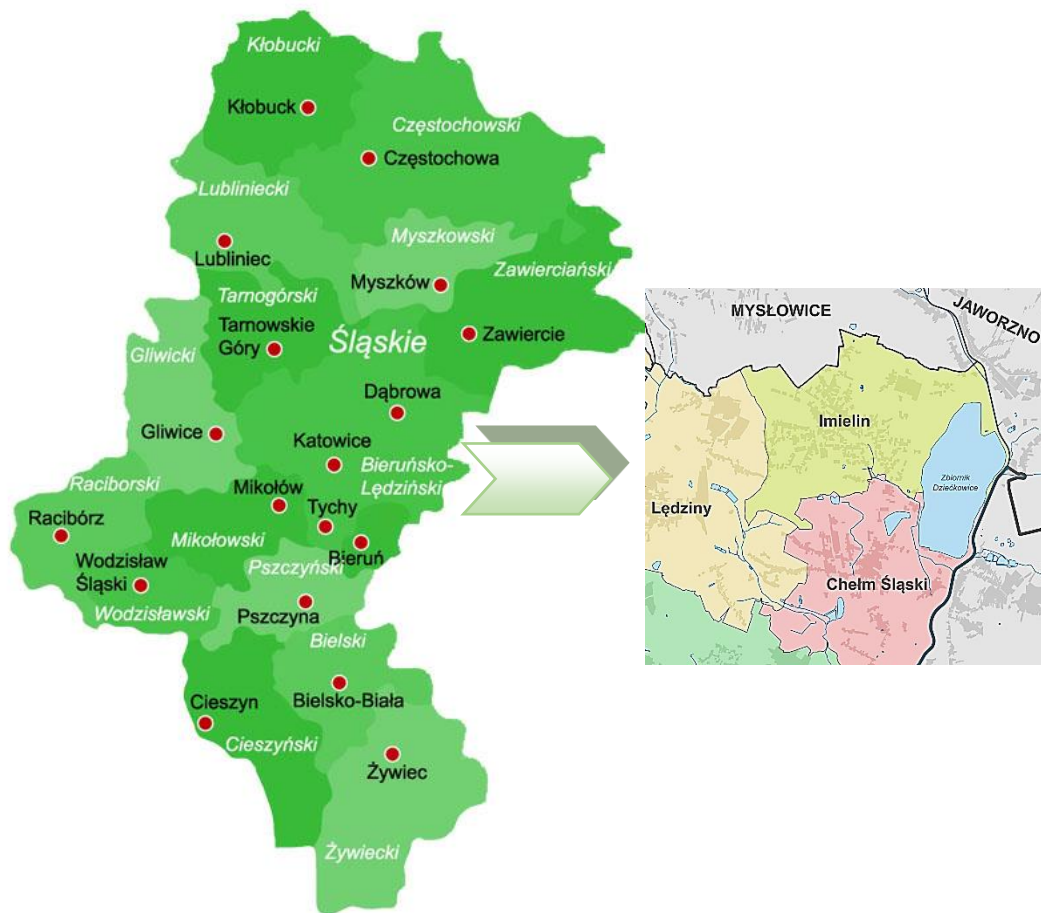 Kłobucki
Kłobuck
Częstochowski
Częstochowa
Lubliniecki
Lubliniec
Myszkowski
Myszków
Zawierciański
Tarnogórski
Tarnowskie
Góry
Śląskie
Zawiercie
Gliwicki
Dąbrowa
Gliwice
Katowice
Bieruńsko-
Lędziński
Raciborski
Mikołów
Tychy
Racibórz
Mikołowski
Bieruń
Wodzisław
Śląski
Pszczyński
Wodzisławski
Pszczyna
Bielski
Cieszyn
Bielsko-Biała
Cieszyński
Żywiec
Żywiecki
MYSŁOWICE
JAWORZNO
Imielin
Zbiornik
Dziećkowice
Lędziny
Chełm Śląski